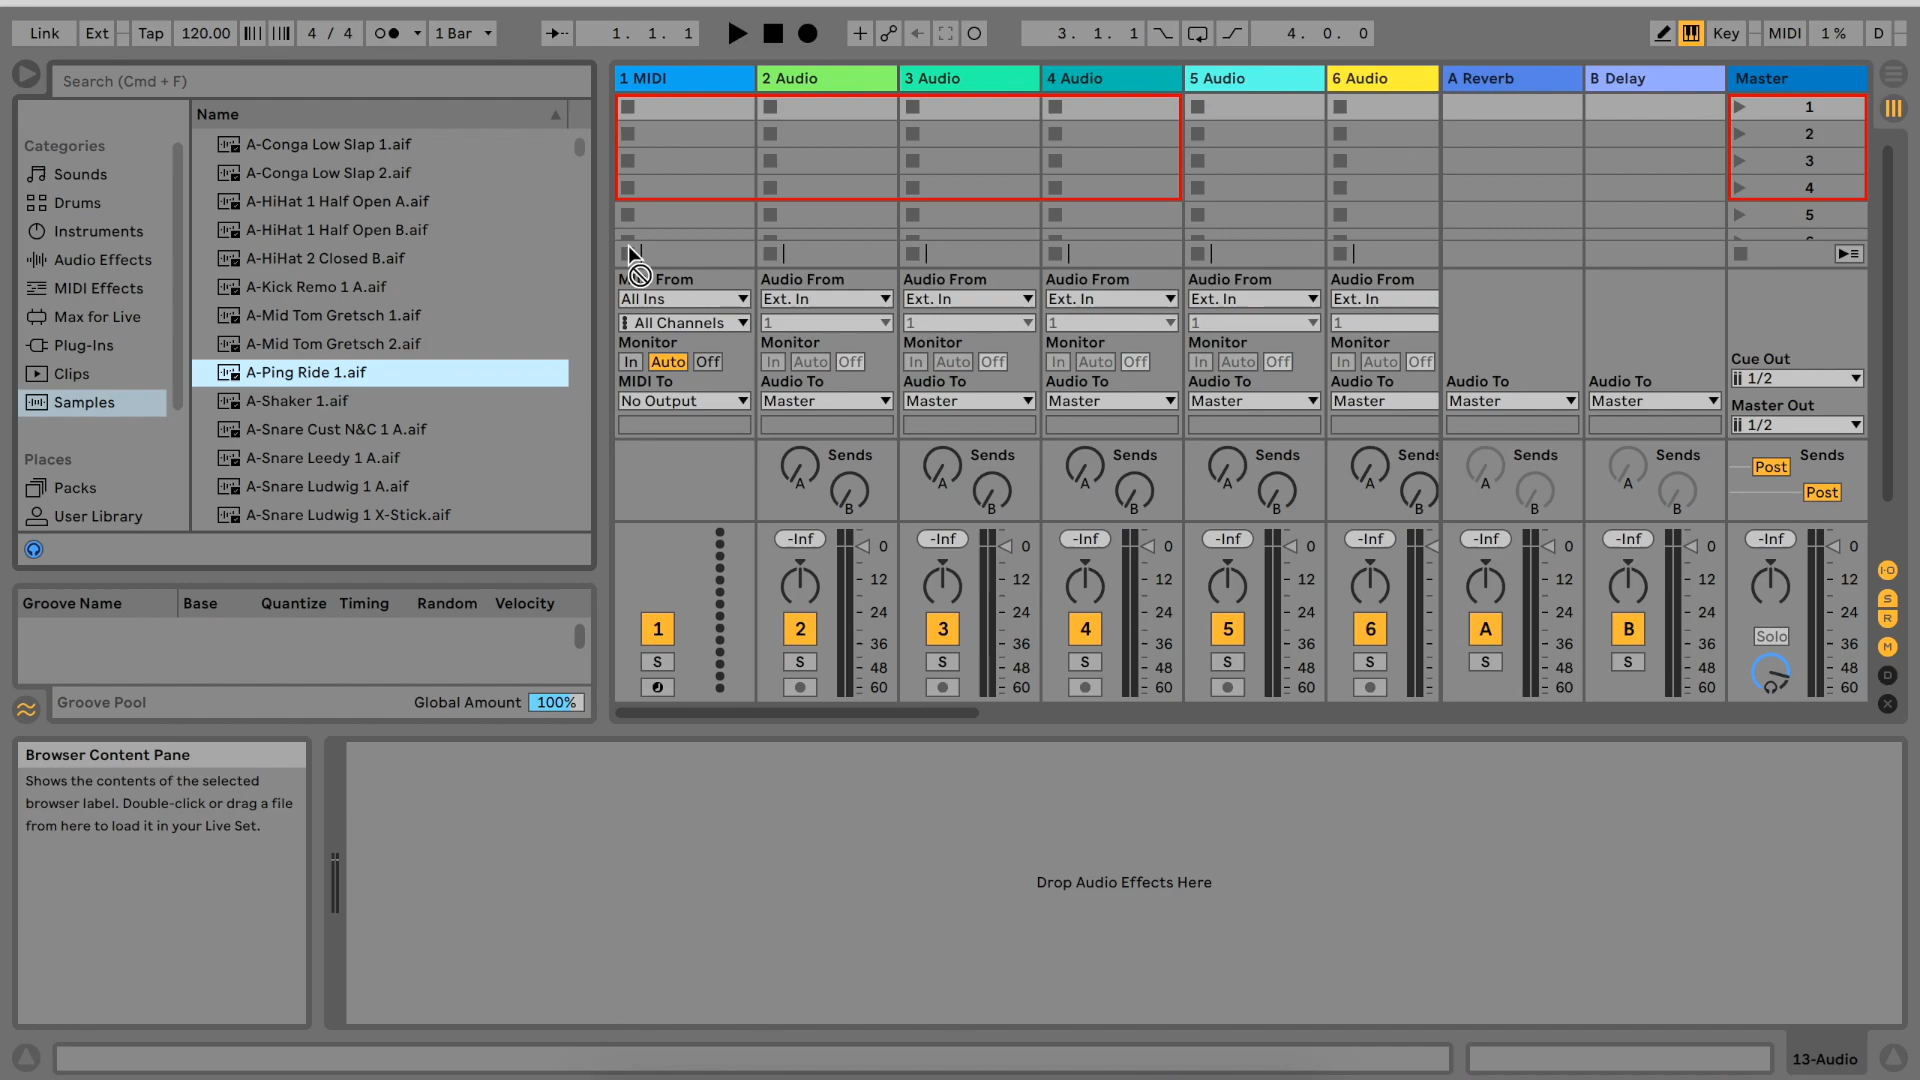 Link Ext Tap 120.00 4 / 4 1 Bar 1. 1. 1 3. 1. 1 4. 0. 0 Key MIDI 1 % D
Search (Cmd + F)
Categories
Sounds
Drums
Instruments
Audio Effects
MIDI Effects
Max for Live
Plug-Ins
Clips
Samples
Places
Packs
User Library
Name
A-Conga Low Slap 1.aif
A-Conga Low Slap 2.aif
A-HiHat 1 Half Open A.aif
A-HiHat 1 Half Open B.aif
A-HiHat 2 Closed B.aif
A-Kick Remo 1 A.aif
A-Mid Tom Gretsch 1.aif
A-Mid Tom Gretsch 2.aif
A-Ping Ride 1.aif
A-Shaker 1.aif
A-Snare Cust N&C 1 A.aif
A-Snare Leedy 1 A.aif
A-Snare Ludwig 1 A.aif
A-Snare Ludwig 1 X-Stick.aif
Groove Name Base Quantize Timing Random Velocity
Groove Pool Global Amount 100%
1 MIDI 2 Audio 3 Audio 4 Audio 5 Audio 6 Audio A Reverb B Delay Master
1
2
3
4
5
From Audio From Audio From Audio From Audio From Audio From
All Ins Ext. In Ext. In Ext. In Ext. In Ext. In
All Channels 1 1 1 1 1
Monitor Monitor Monitor Monitor Monitor Monitor
In Auto Off In Auto Off In Auto Off In Auto Off In Auto Off In Auto Off Cue Out
1/2
MIDI To Audio To Audio To Audio To Audio To Audio To Audio To Audio To
No Output Master Master Master Master Master Master Master Master Out
1/2
Sends Sends Sends Sends Sends Sends Sends Sends
A A A A A A A Post
B B B B B B B Post
-Inf -Inf -Inf -Inf -Inf -Inf -Inf -Inf
0 0 0 0 0 0 0
12 12 12 12 12 12 12
24 24 24 24 24 24 24
1 2 3 4 5 6 A B Solo
36 36 36 36 36 36 36
S S S S S S S S
48 48 48 48 48 48 48
60 60 60 60 60 60 60
I-O
S
R
M
D
Browser Content Pane
Shows the contents of the selected
browser label. Double-click or drag a file
from here to load it in your Live Set.
Drop Audio Effects Here
13-Audio